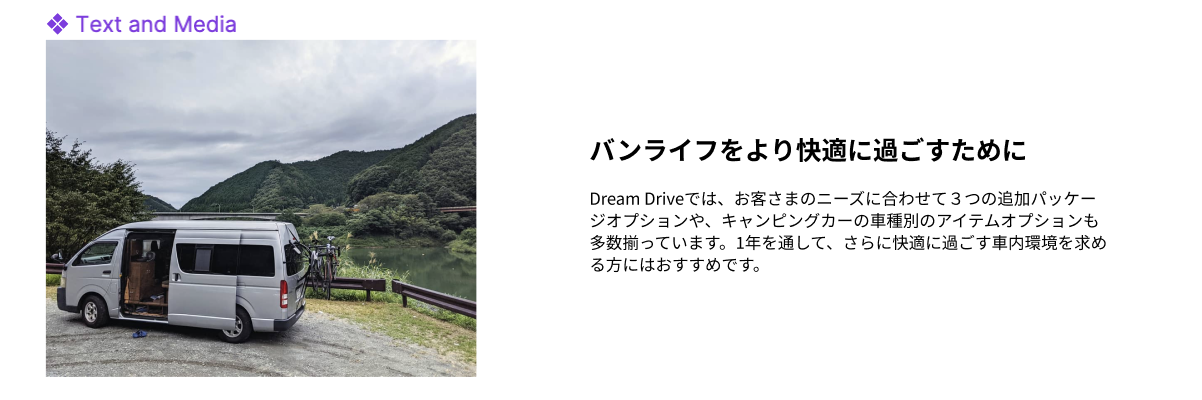 Text and Media
バンライフをより快適に過ごすために
Dream Driveでは、お客さまのニーズに合わせて３つの追加パッケー
ジオプションや、キャンピングカーの車種別のアイテムオプションも
多数揃っています。1年を通して、さらに快適に過ごす車内環境を求め
る方にはおすすめです。